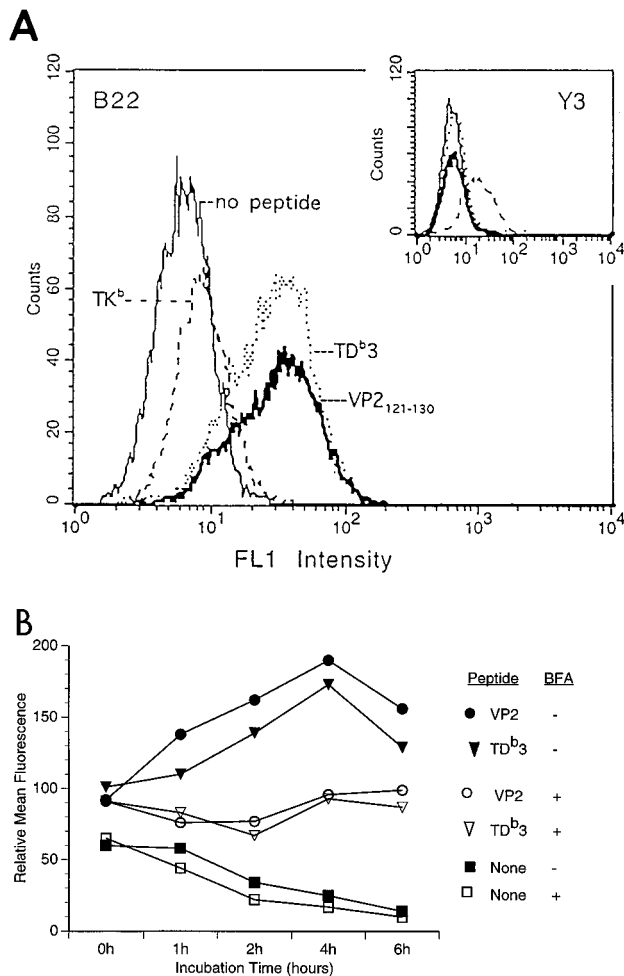 A
120
100
80
60
40
20
0
Counts
B22
no peptide
TKᵇ
TDᵇ3
VP2₁₂₁₋₁₃₀
10⁰ 10¹ 10² 10³ 10⁴
FL1 Intensity
120
0
Counts
Y3
10⁰ 10¹ 10² 10³ 10⁴
B
200
150
100
50
0
Relative Mean Fluorescence
0h 1h 2h 4h 6h
Incubation Time (hours)
Peptide BFA
VP2 -
TDᵇ3 -
VP2 +
TDᵇ3 +
None -
None +